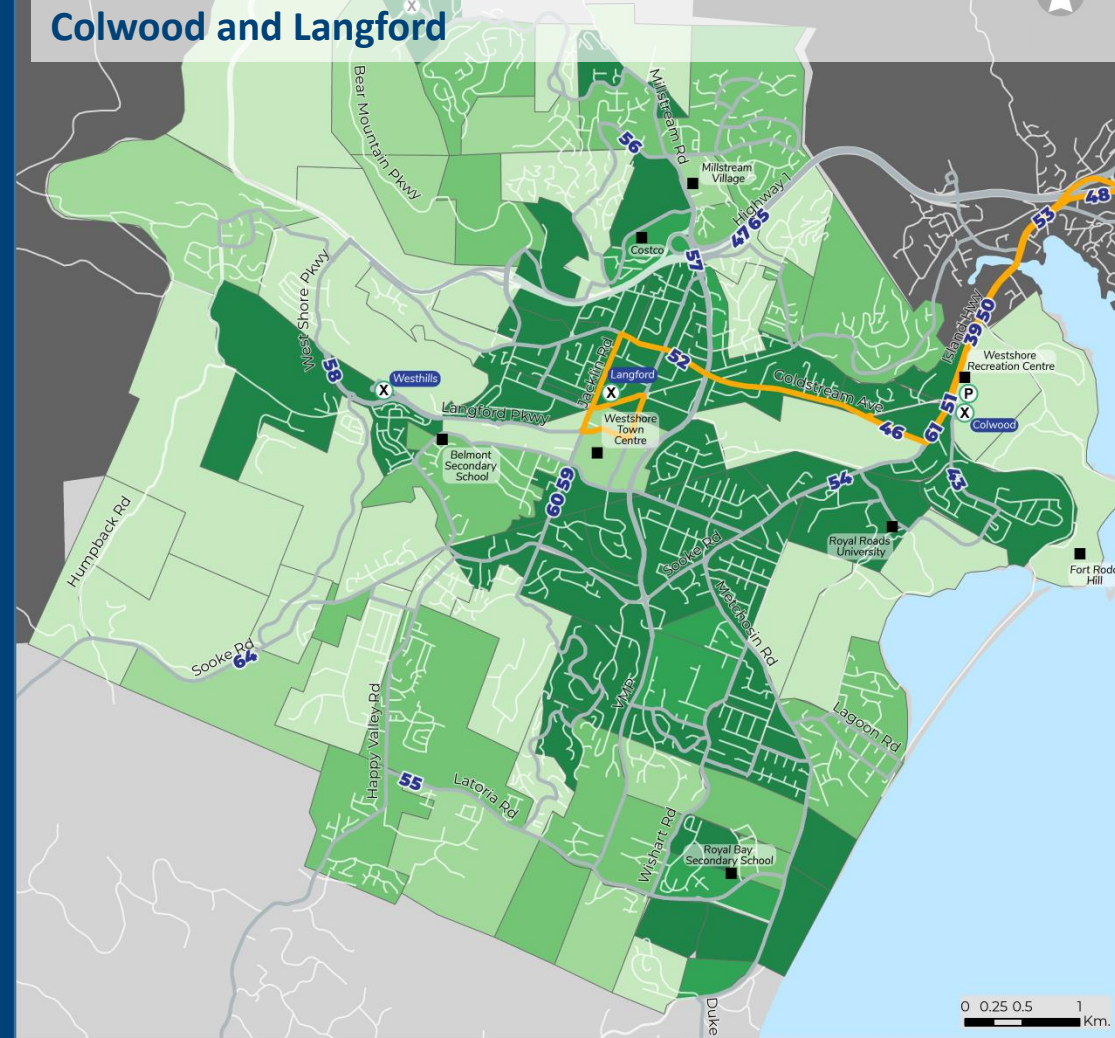 X
Colwood and Langford
Bear Mountain Pkwy
Millstream Rd
56
Millstream
Village
Highway 1
47 65
48
53
Costco
57
West Shore Pkwy
58
X
Westhills
Jacklin Rd
52
Langford
X
Island Hwy
39 50
Westshore
Recreation Centre
P
X
Colwood
51
61
Goldstream Ave
46
Langford Pkwy
Westshore
Town
Centre
Belmont
Secondary
School
60 59
54
43
Humpback Rd
Royal Roads
University
Fort Rodd
Hill
Sooke Rd
Metchosin Rd
Sooke Rd
64
VMP
Lagoon Rd
Happy Valley Rd
55
Latoria Rd
Wishart Rd
Royal Bay
Secondary School
Duke
0 0.25 0.5 1
Km.